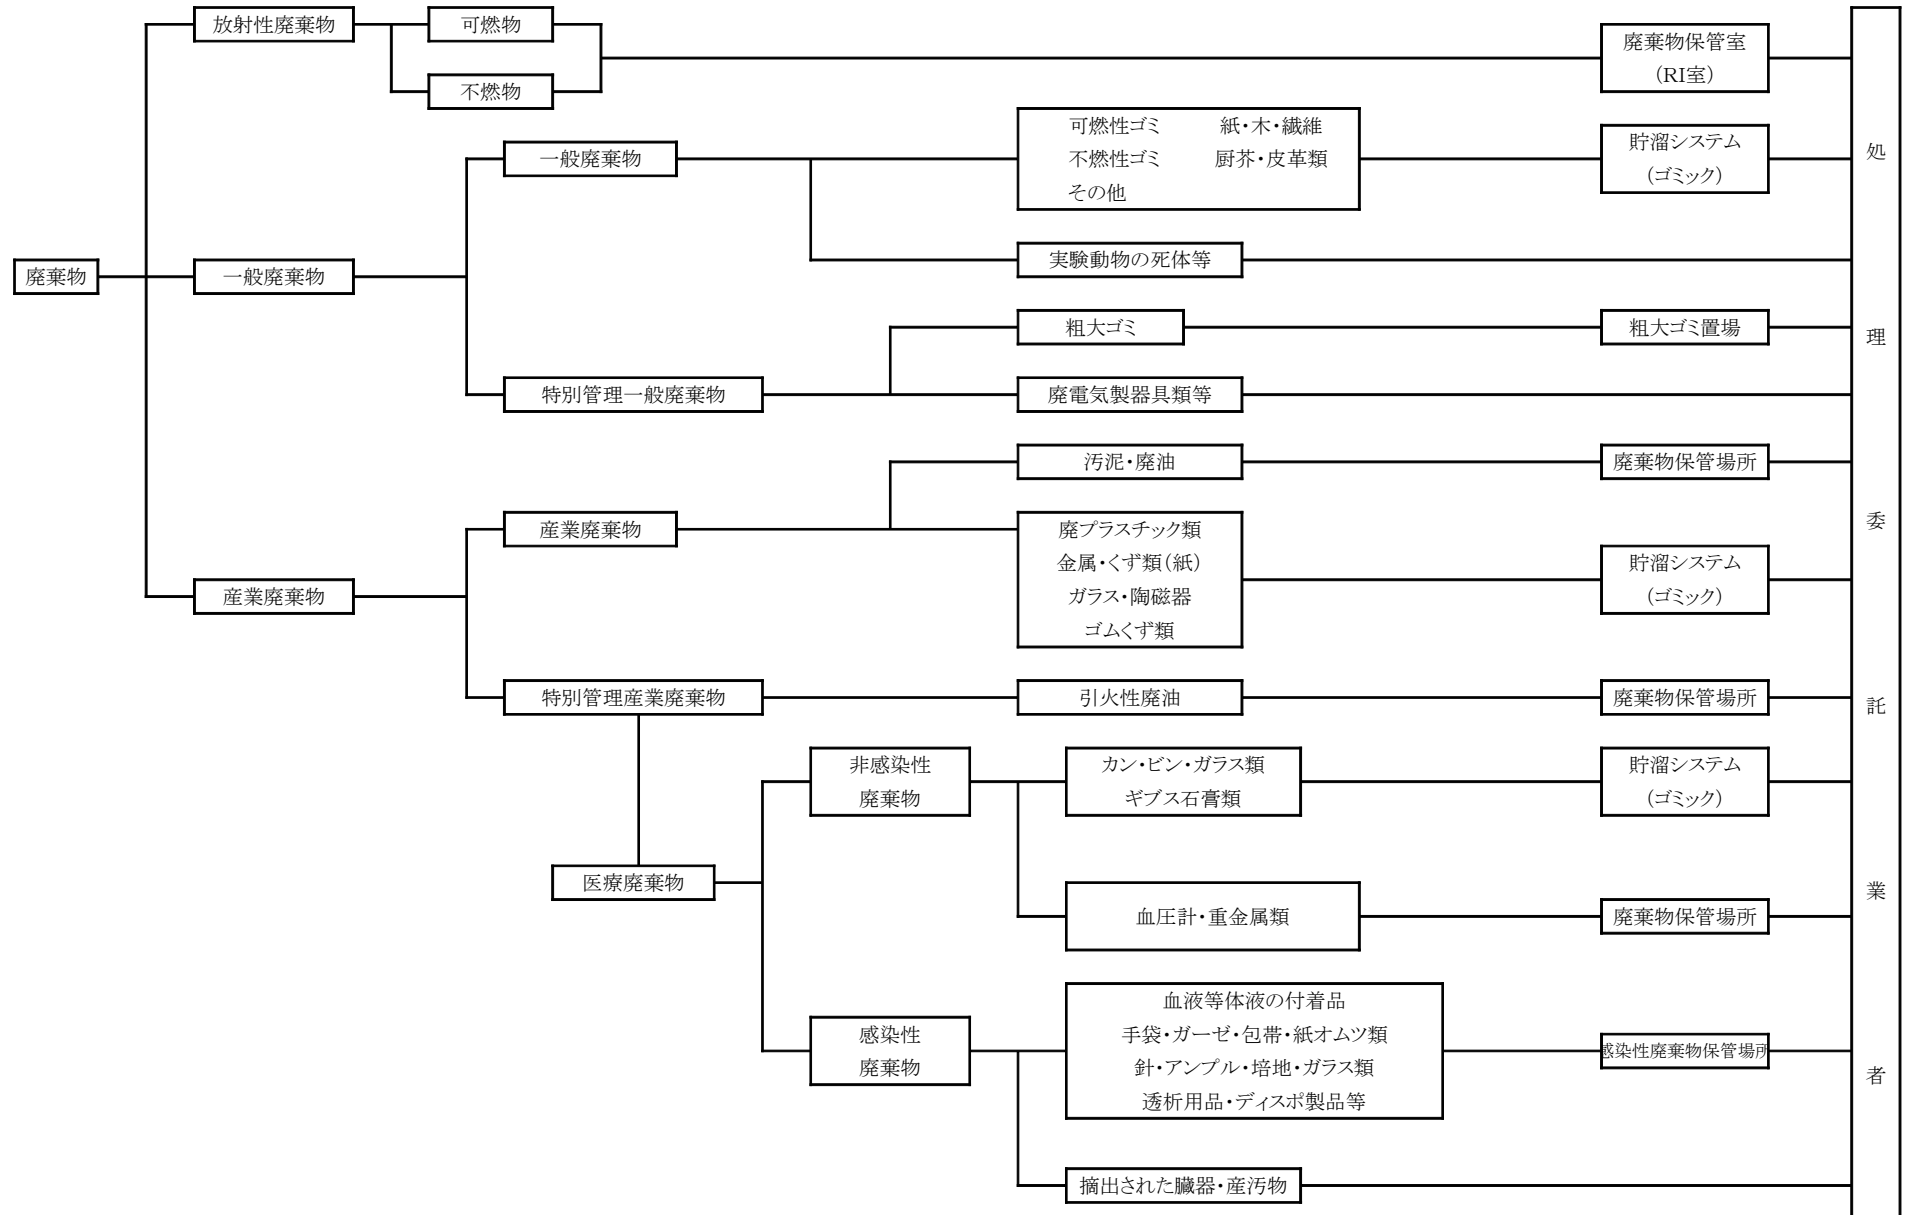 放射性廃棄物
可燃物
不燃物
廃棄物保管室
(RI室)
一般廃棄物
可燃性ゴミ 紙・木・繊維
不燃性ゴミ 厨芥・皮革類
その他
貯溜システム
(ゴミック)
実験動物の死体等
廃棄物
一般廃棄物
粗大ゴミ
粗大ゴミ置場
特別管理一般廃棄物
廃電気製器具類等
汚泥・廃油
廃棄物保管場所
産業廃棄物
廃プラスチック類
金属・くず類(紙)
ガラス・陶磁器
ゴムくず類
貯溜システム
(ゴミック)
産業廃棄物
特別管理産業廃棄物
引火性廃油
廃棄物保管場所
非感染性
廃棄物
カン・ビン・ガラス類
ギブス石膏類
貯溜システム
(ゴミック)
医療廃棄物
血圧計・重金属類
廃棄物保管場所
感染性
廃棄物
血液等体液の付着品
手袋・ガーゼ・包帯・紙オムツ類
針・アンプル・培地・ガラス類
透析用品・ディスポ製品等
感染性廃棄物保管場所
摘出された臓器・産汚物
処
理
委
託
業
者